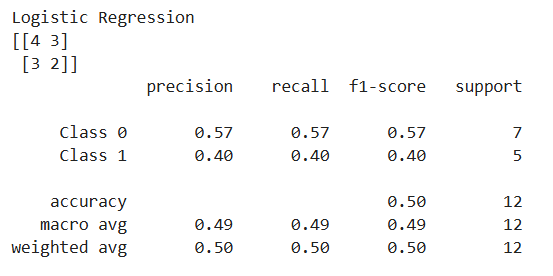 Logistic Regression
[[4 3]
 [3 2]]
              precision    recall  f1-score   support

     Class 0       0.57      0.57      0.57         7
     Class 1       0.40      0.40      0.40         5

    accuracy                           0.50        12
   macro avg       0.49      0.49      0.49        12
weighted avg       0.50      0.50      0.50        12